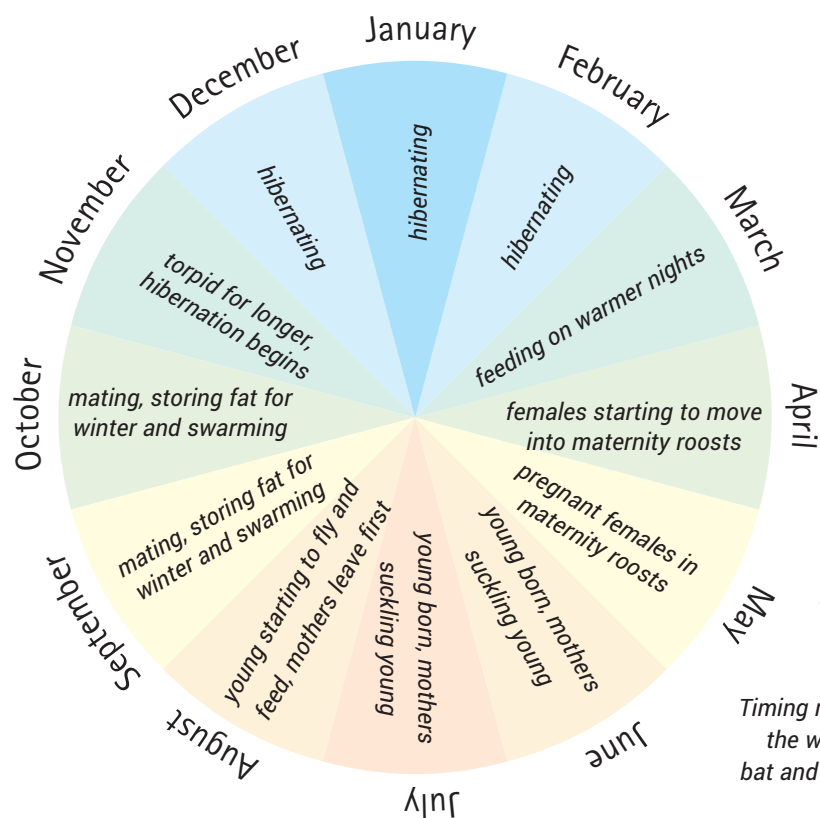 January
hibernating
February
hibernating
March
feeding on warmer nights
April
females starting to move
into maternity roosts
May
pregnant females in
maternity roosts
June
young born, mothers
suckling young
July
young born, mothers
suckling young
August
young starting to fly and
feed, mothers leave first
September
mating, storing fat for
winter and swarming
October
mating, storing fat for
winter and swarming
November
torpid for longer,
hibernation begins
December
hibernating
Timing
the
bat and